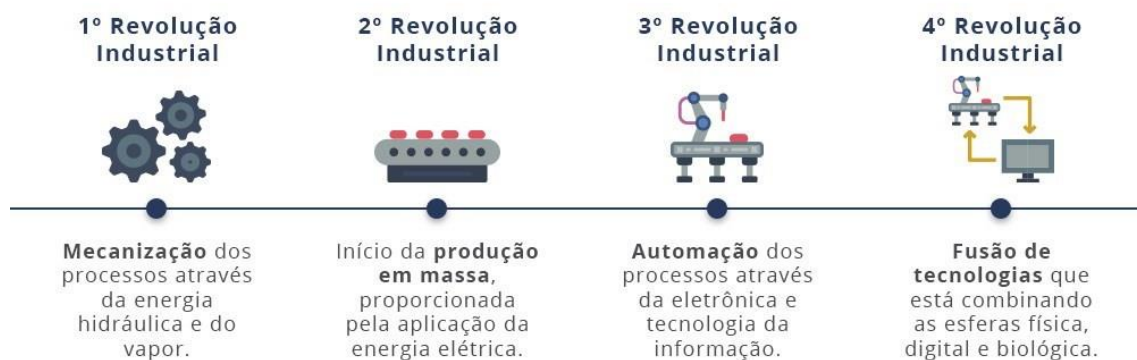 1º Revolução
Industrial
Mecanização dos
processos através
da energia
hidráulica e do
vapor.
2º Revolução
Industrial
Início da produção
em massa,
proporcionada
pela aplicação da
energia elétrica.
3º Revolução
Industrial
Automação dos
processos através
da eletrônica e
tecnologia da
informação.
4º Revolução
Industrial
Fusão de
tecnologias que
está combinando
as esferas física,
digital e biológica.